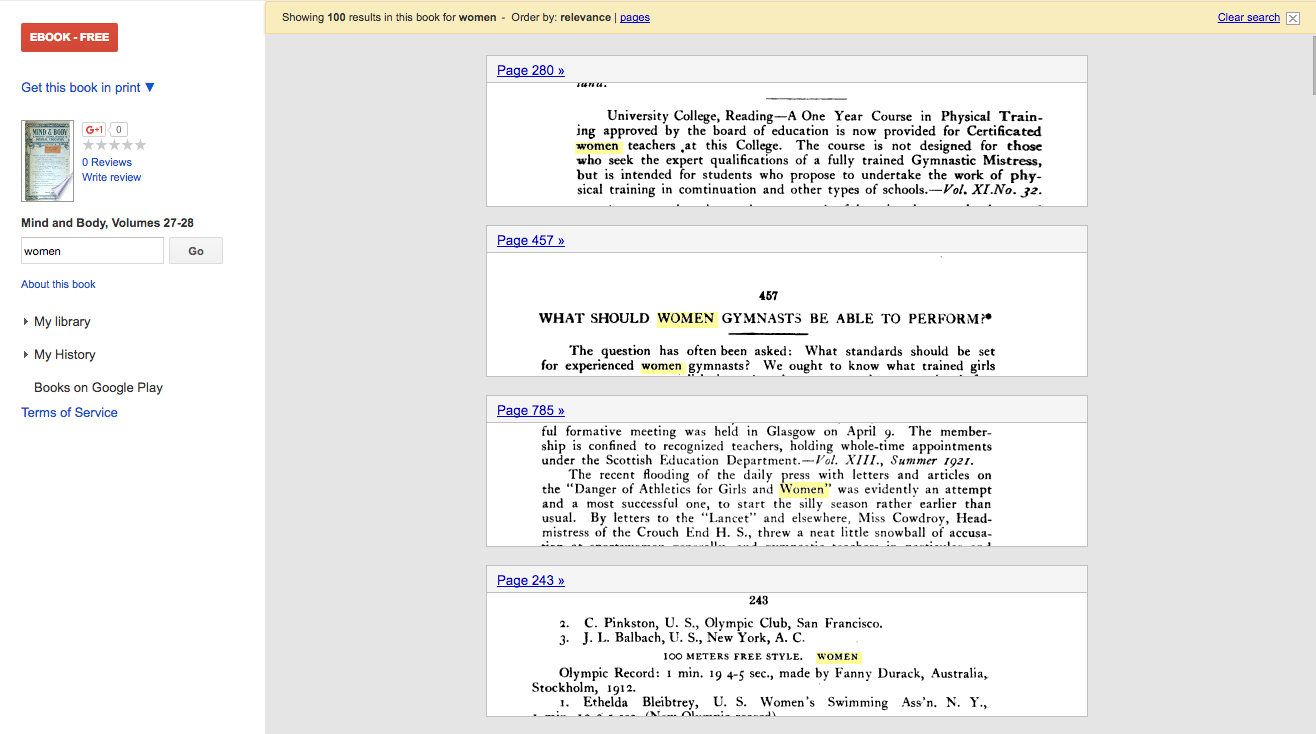 Showing 100 results in this book for women - Order by: relevance | pages
Clear search
EBOOK - FREE
Get this book in print ▼
MIND & BODY
G+1 0
0 Reviews
Write review
Mind and Body, Volumes 27-28
women
Go
About this book
My library
My History
Books on Google Play
Terms of Service
Page 280 »
University College, Reading—A One Year Course in Physical Train-
ing approved by the board of education is now provided for Certificated
women teachers at this College. The course is not designed for those
who seek the expert qualifications of a fully trained Gymnastic Mistress,
but is intended for students who propose to undertake the work of phy-
sical training in comtinuation and other types of schools.—Vol. XI.No. 32.
Page 457 »
457
WHAT SHOULD WOMEN GYMNASTS BE ABLE TO PERFORM?*
The question has often been asked: What standards should be set
for experienced women gymnasts? We ought to know what trained girls
Page 785 »
ful formative meeting was held in Glasgow on April 9. The member-
ship is confined to recognized teachers, holding whole-time appointments
under the Scottish Education Department.—Vol. XIII., Summer 1921.
The recent flooding of the daily press with letters and articles on
the "Danger of Athletics for Girls and Women" was evidently an attempt
and a most successful one, to start the silly season rather earlier than
usual. By letters to the "Lancet" and elsewhere, Miss Cowdroy, Head-
mistress of the Crouch End H. S., threw a neat little snowball of accusa-
Page 243 »
243
2. C. Pinkston, U. S., Olympic Club, San Francisco.
3. J. L. Balbach, U. S., New York, A. C.
100 METERS FREE STYLE. WOMEN
Olympic Record: 1 min. 19 4-5 sec., made by Fanny Durack, Australia,
Stockholm, 1912.
1. Ethelda Bleibtrey, U. S. Women's Swimming Ass'n. N. Y.,